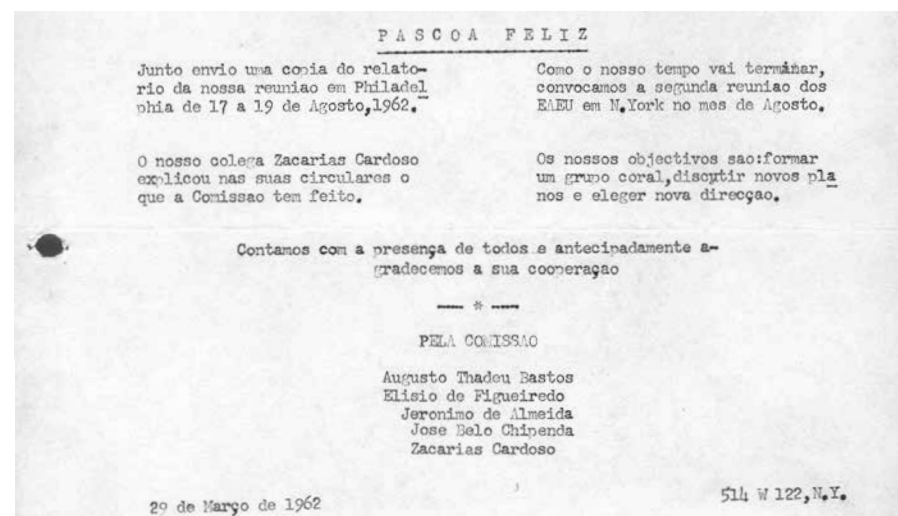 PASCOA FELIZ
Junto envio uma copia do relato-
rio da nossa reuniao em Philadel
phia de 17 a 19 de Agosto,1962.
O nosso colega Zacarias Cardoso
explicou nas suas circulares o
que a Comissao tem feito.
Como o nosso tempo vai terminar,
convocamos a segunda reuniao dos
EAEU em N.York no mes de Agosto.
Os nossos objectivos sao:formar
um grupo coral,discutir novos pla
nos e eleger nova direcçao.
Contamos com a presença de todos e antecipadamente a-
gradecemos a sua cooperaçao
— * —
PELA COMISSAO
Augusto Thadeu Bastos
Elisio de Figueiredo
Jeronimo de Almeida
Jose Belo Chipenda
Zacarias Cardoso
29 de Março de 1962
514 W 122,N.Y.